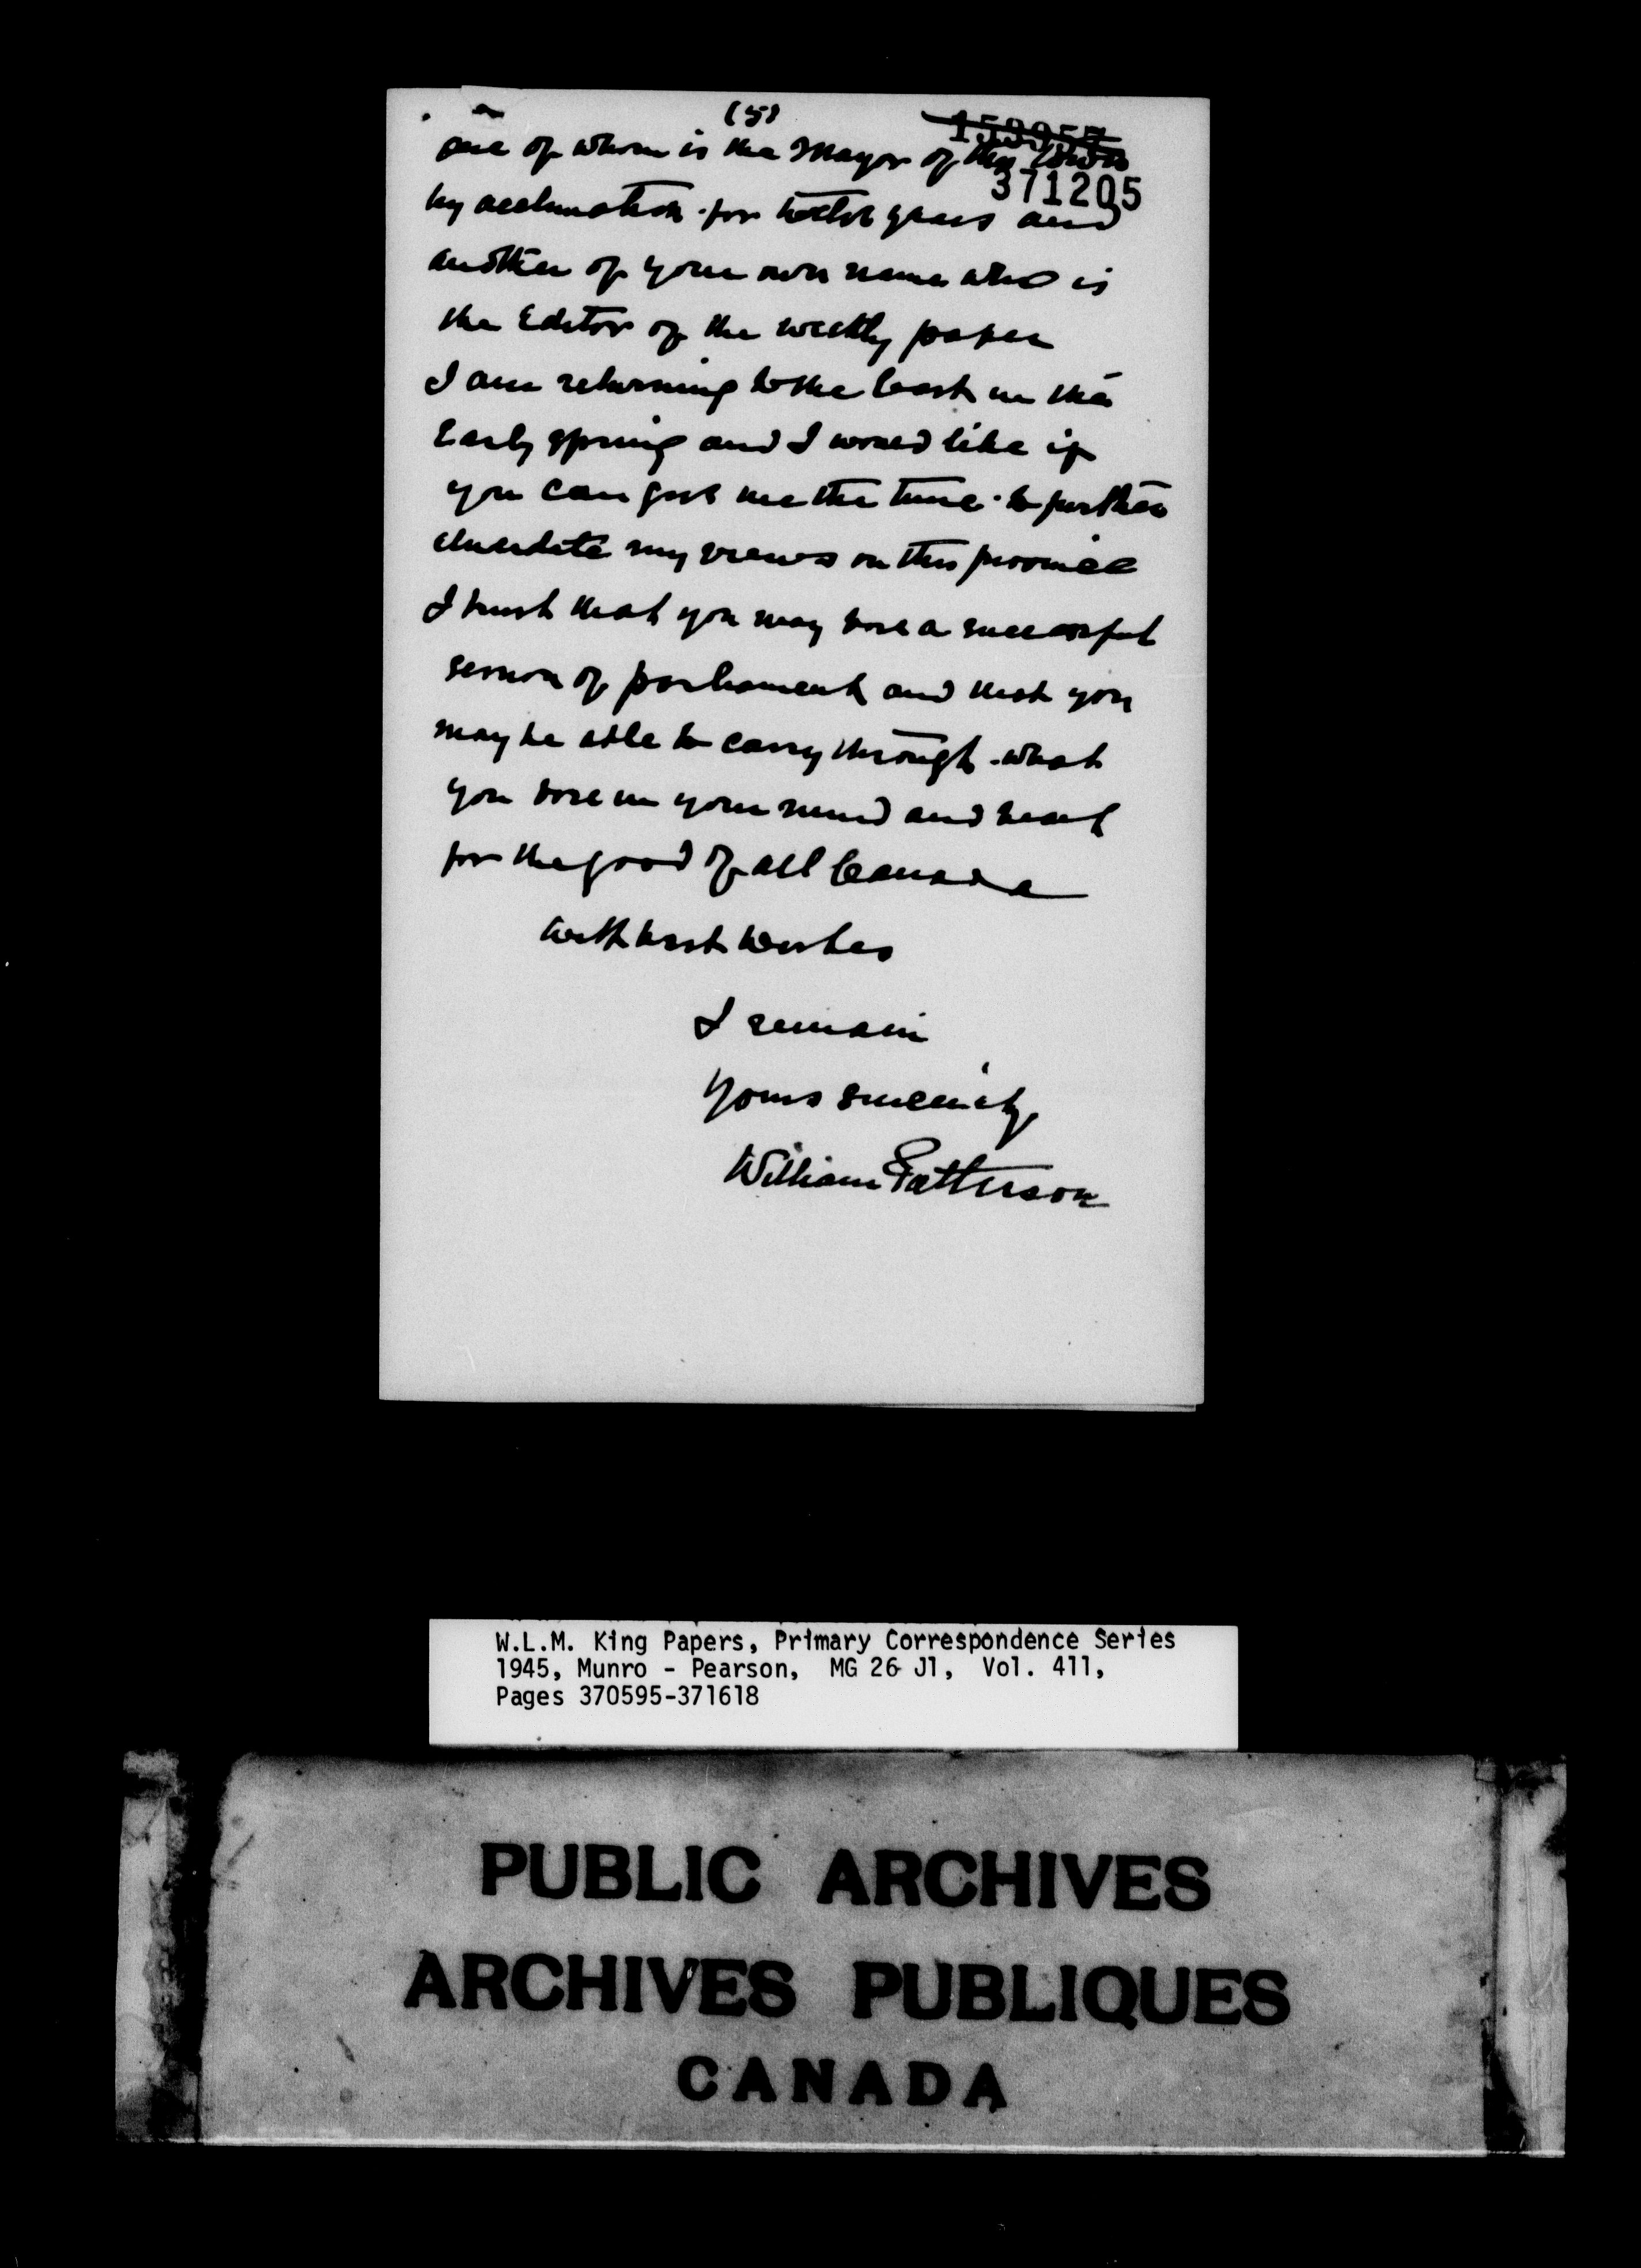 (5)
153957
one of whom is the Mayor of the Town
371205
by acclamation for twelve years and
another of your own name who is
the Editor of the weekly paper
I am returning to the Coast in the
Early spring and I would like if
you can give me the time to further
elucidate my views on this province
I trust that you may have a successful
session of parliament and that you
may be able to carry through what
you have in your mind and heart
for the good of all Canada
With best wishes
I remain
Yours sincerely,
William Patterson
W.L.M. King Papers, Primary Correspondence Series
1945, Munro - Pearson, MG 26 J1, Vol. 411,
Pages 370595-371618
PUBLIC ARCHIVES
ARCHIVES PUBLIQUES
CANADA